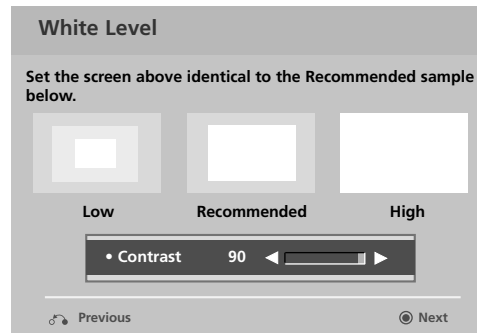 White Level
Set the screen above identical to the Recommended sample
below.
Low Recommended High
• Contrast 90
Previous Next